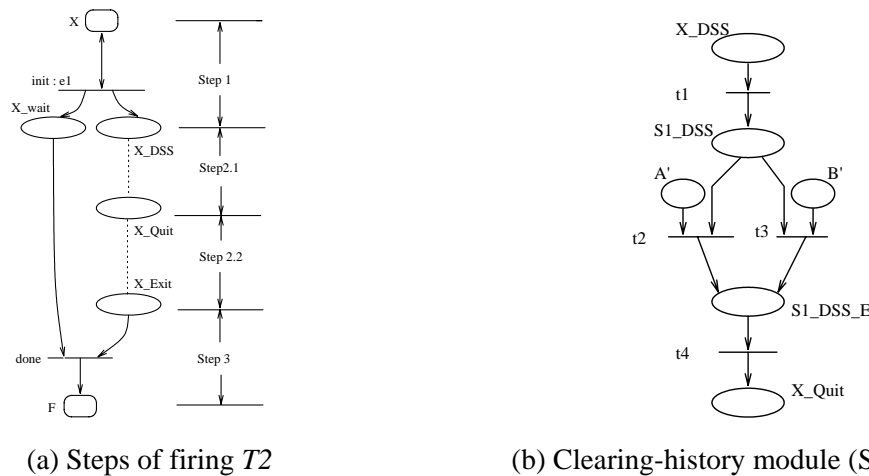 X
init : e1
X_wait
X_DSS
X_Quit
X_Exit
done
F
Step 1
Step2.1
Step 2.2
Step 3
(a) Steps of firing T2
X_DSS
t1
S1_DSS
A'
B'
t2
t3
S1_DSS_E
t4
X_Quit
(b) Clearing-history module (S